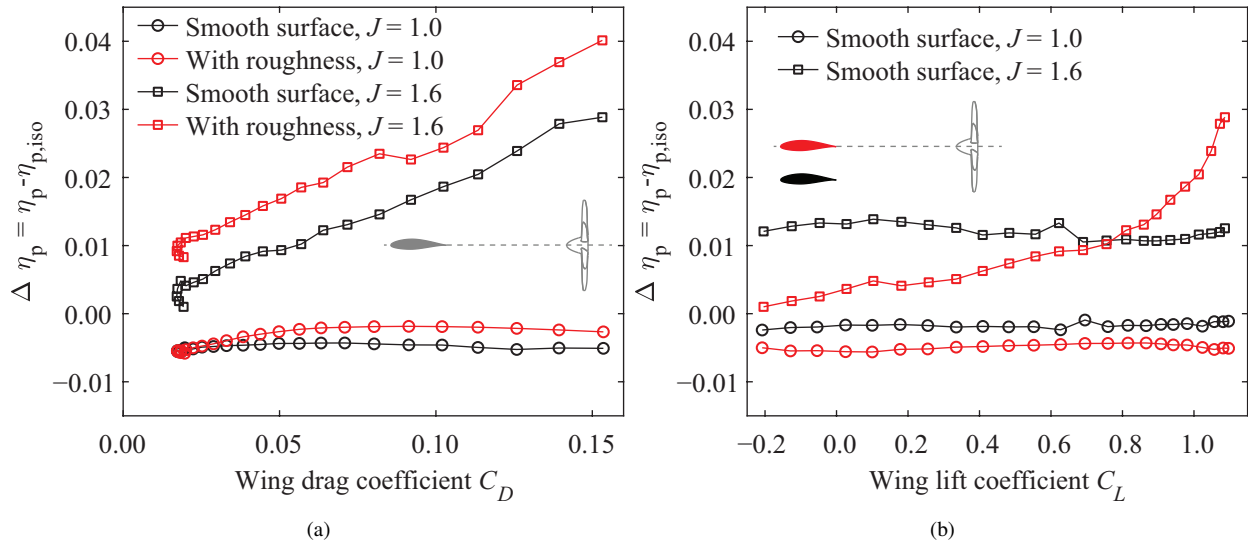 Smooth surface, J = 1.0
With roughness, J = 1.0
Smooth surface, J = 1.6
With roughness, J = 1.6
0.04
0.03
0.02
0.01
0.00
−0.01
Δ η_p = η_p-η_p,iso
0.00
0.05
0.10
0.15
Wing drag coefficient C_D
(a)
Smooth surface, J = 1.0
Smooth surface, J = 1.6
0.04
0.03
0.02
0.01
0.00
−0.01
Δ η_p = η_p-η_p,iso
−0.2
0.0
0.2
0.4
0.6
0.8
1.0
Wing lift coefficient C_L
(b)